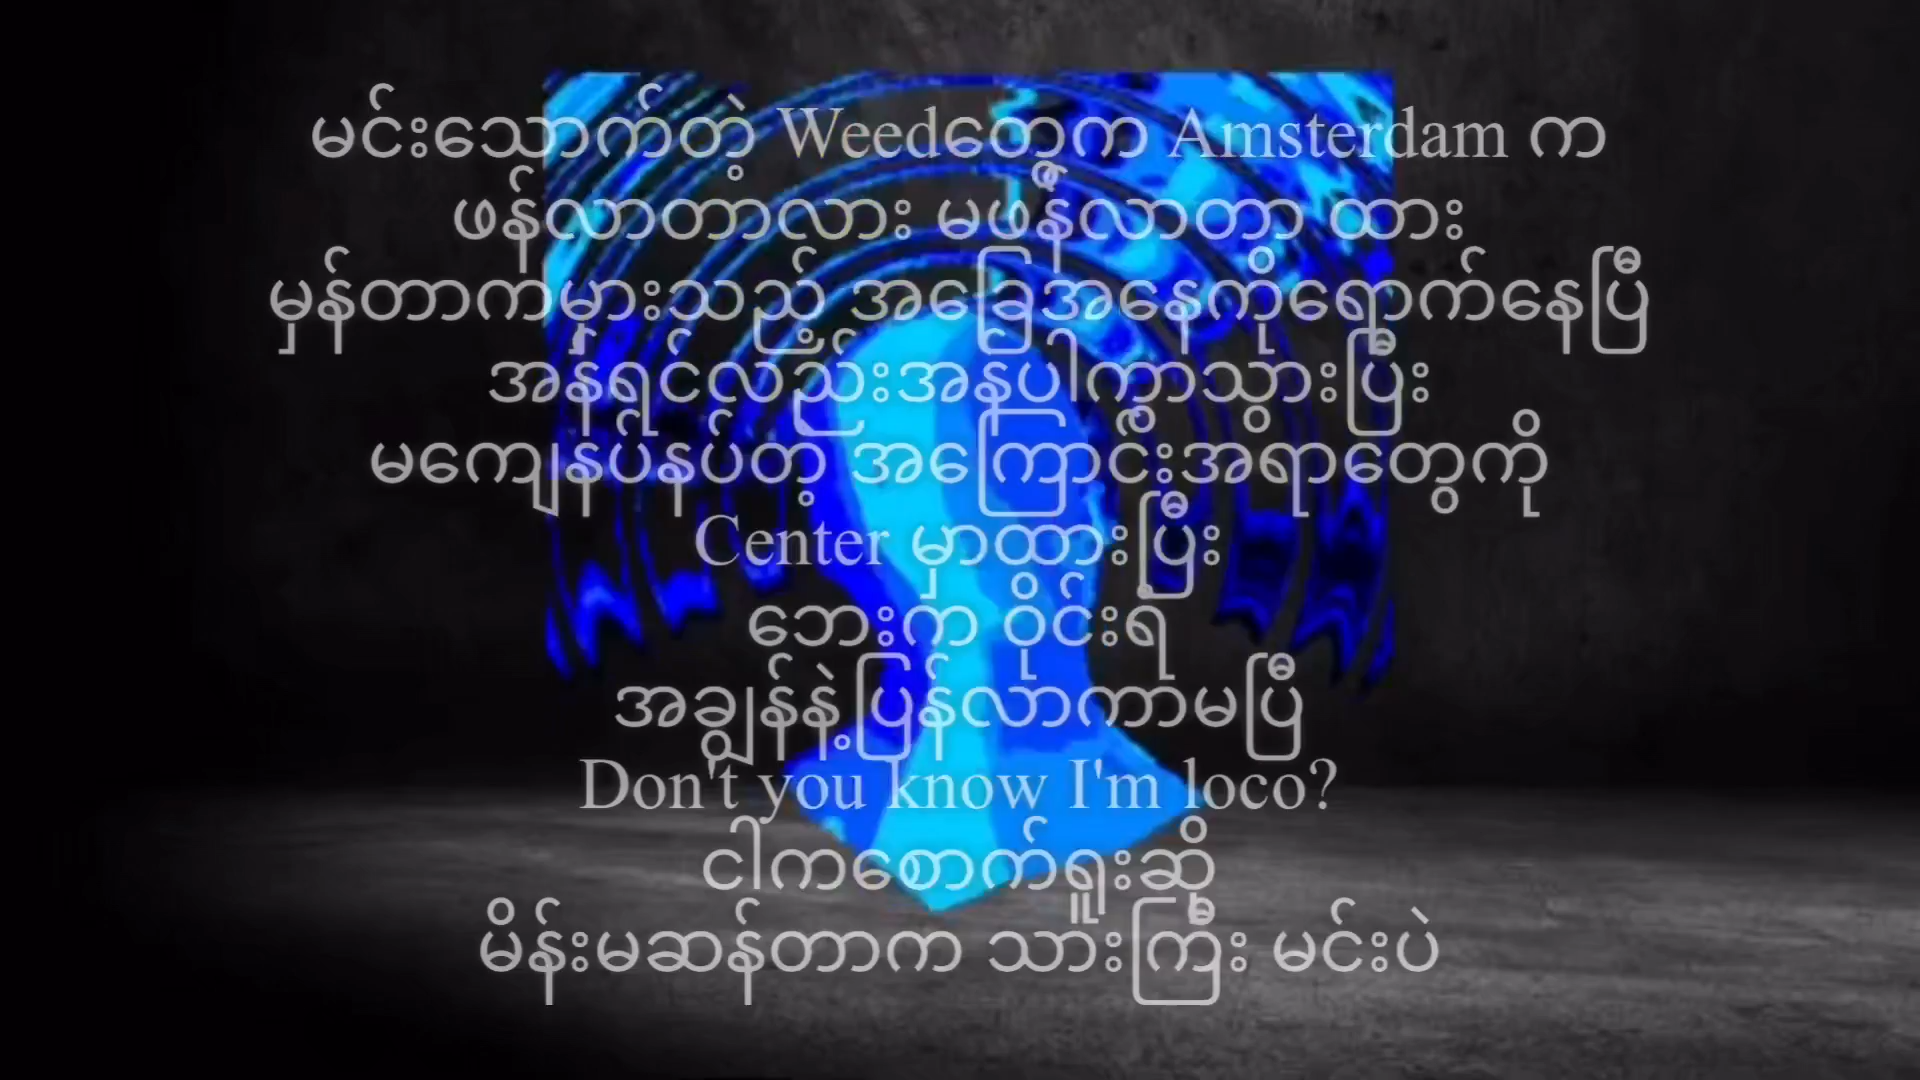 မင်းသောက်တဲ့ Weedတွေက Amsterdam က
ဖန်လာတာလား မဖန်လာတာ ထား
မှန်တာကမှားသည့် အခြေအနေကိုရောက်နေပြီ
အန်ရင်လည်းအန်ပါကွာသွားပြီး
မကျေနပ်နပ်တဲ့ အကြောင်းအရာတွေကို
Center မှာထားပြီး
ဘေးက ဝိုင်းရံ
အချွန်နဲ့ပြန်လာကာမပြီ
Don't you know I'm loco?
ငါကစောက်ရူးဆို
မိန်းမဆန်တာက သားကြီး မင်းပဲ